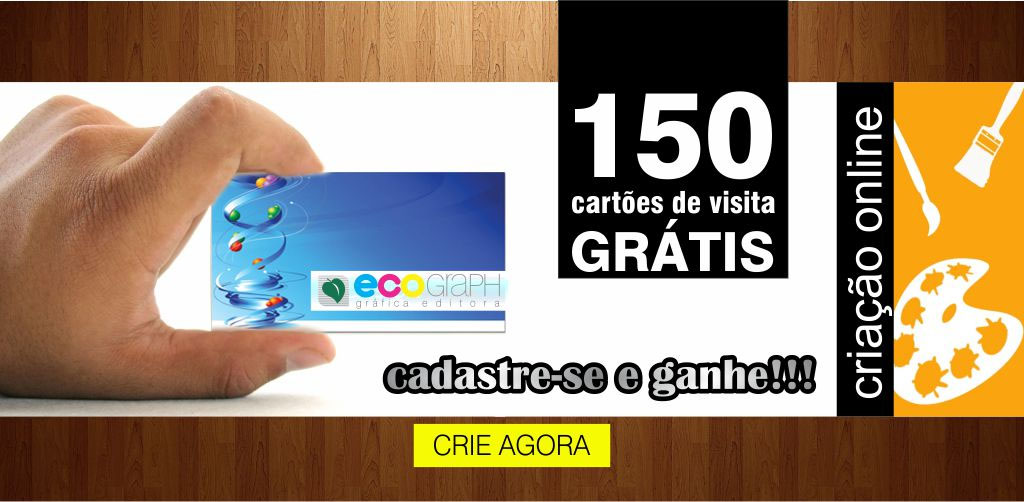 150
cartões de visita
GRÁTIS
criação online
ecoGraPH
gráfica editora
cadastre-se e ganhe!!!
CRIE AGORA